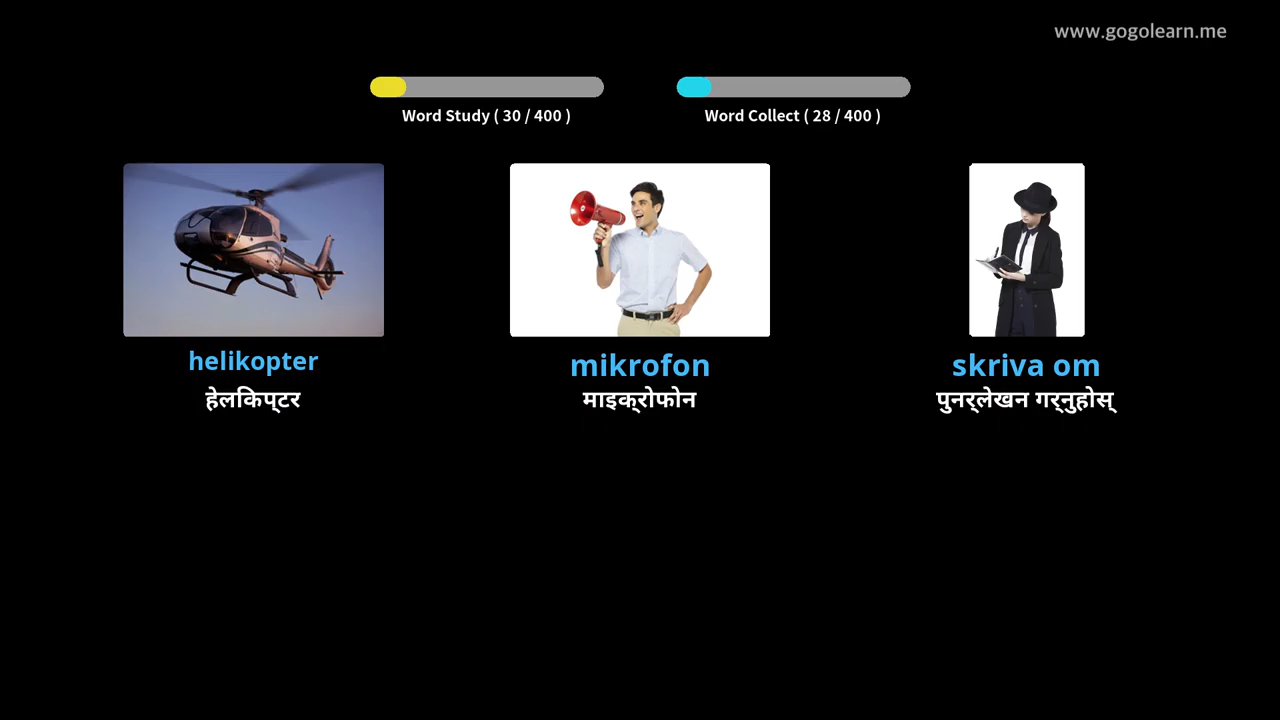 www.gogolearn.me
Word Study ( 30 / 400 )
Word Collect ( 28 / 400 )
helikopter
हेलिकप्टर
mikrofon
माइक्रोफोन
skriva om
पुनर्लेखन गर्नुहोस्